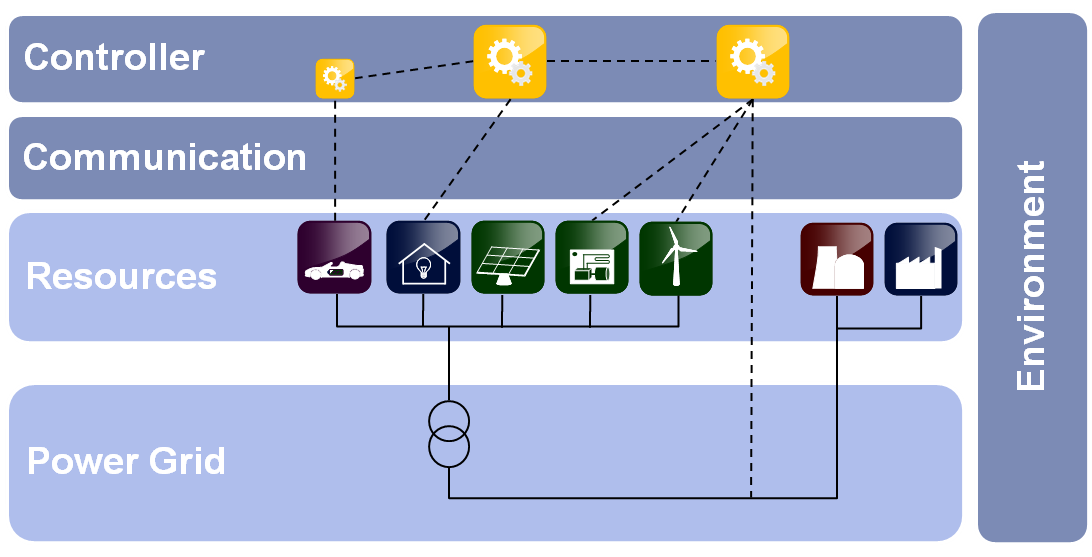 Controller
Communication
Resources
Power Grid
Environment